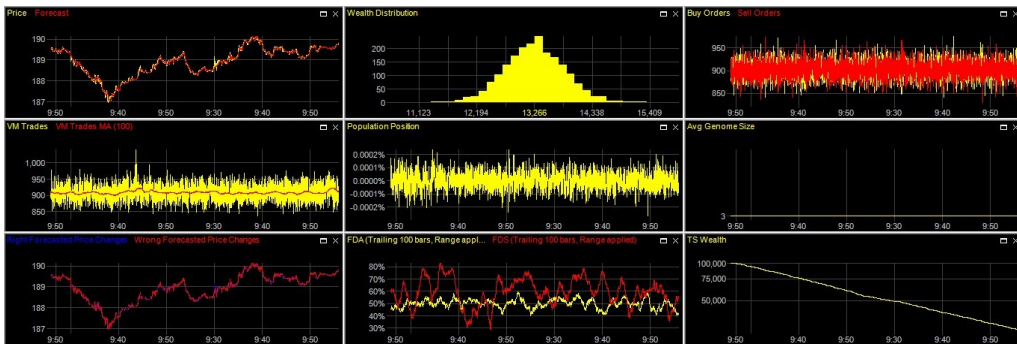 Price Forecast
190
189
188
187
9:50 9:40 9:30 9:50 9:40 9:50
Wealth Distribution
200
150
100
50
0
11,123 12,194 13,266 14,338 15,409
Buy Orders Sell Orders
950
900
850
9:50 9:40 9:30 9:50 9:40 9:50
VM Trades VM Trades MA (100)
1,000
950
900
850
9:50 9:40 9:30 9:50 9:40 9:50
Population Position
0.0002%
0.0001%
0.0000%
-0.0001%
-0.0002%
9:50 9:40 9:30 9:50 9:40 9:50
Avg Genome Size
3
9:50 9:40 9:30 9:50 9:40 9:50
Right Forecasted Price Changes Wrong Forecasted Price Changes
190
189
188
187
9:50 9:40 9:30 9:50 9:40 9:50
FDA (Trailing 100 bars, Range appl... FDS (Trailing 100 bars, Range applied)
80%
70%
60%
50%
40%
30%
9:50 9:40 9:30 9:50 9:40 9:50
TS Wealth
100,000
75,000
50,000
9:50 9:40 9:30 9:50 9:40 9:50